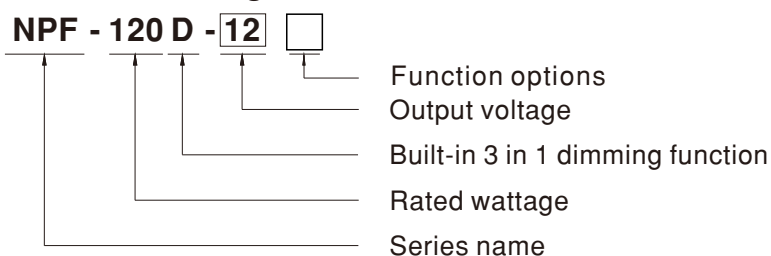 NPF - 120 D - 12
Function options
Output voltage
Built-in 3 in 1 dimming function
Rated wattage
Series name